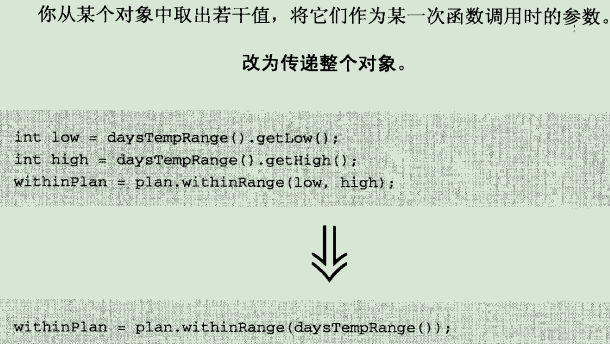 你从某个对象中取出若干值，将它们作为某一次函数调用时的参数。
改为传递整个对象。
int low = daysTempRange().getLow();
int high = daysTempRange().getHigh();
withinPlan = plan.withinRange(low, high);
withinPlan = plan.withinRange(daysTempRange());